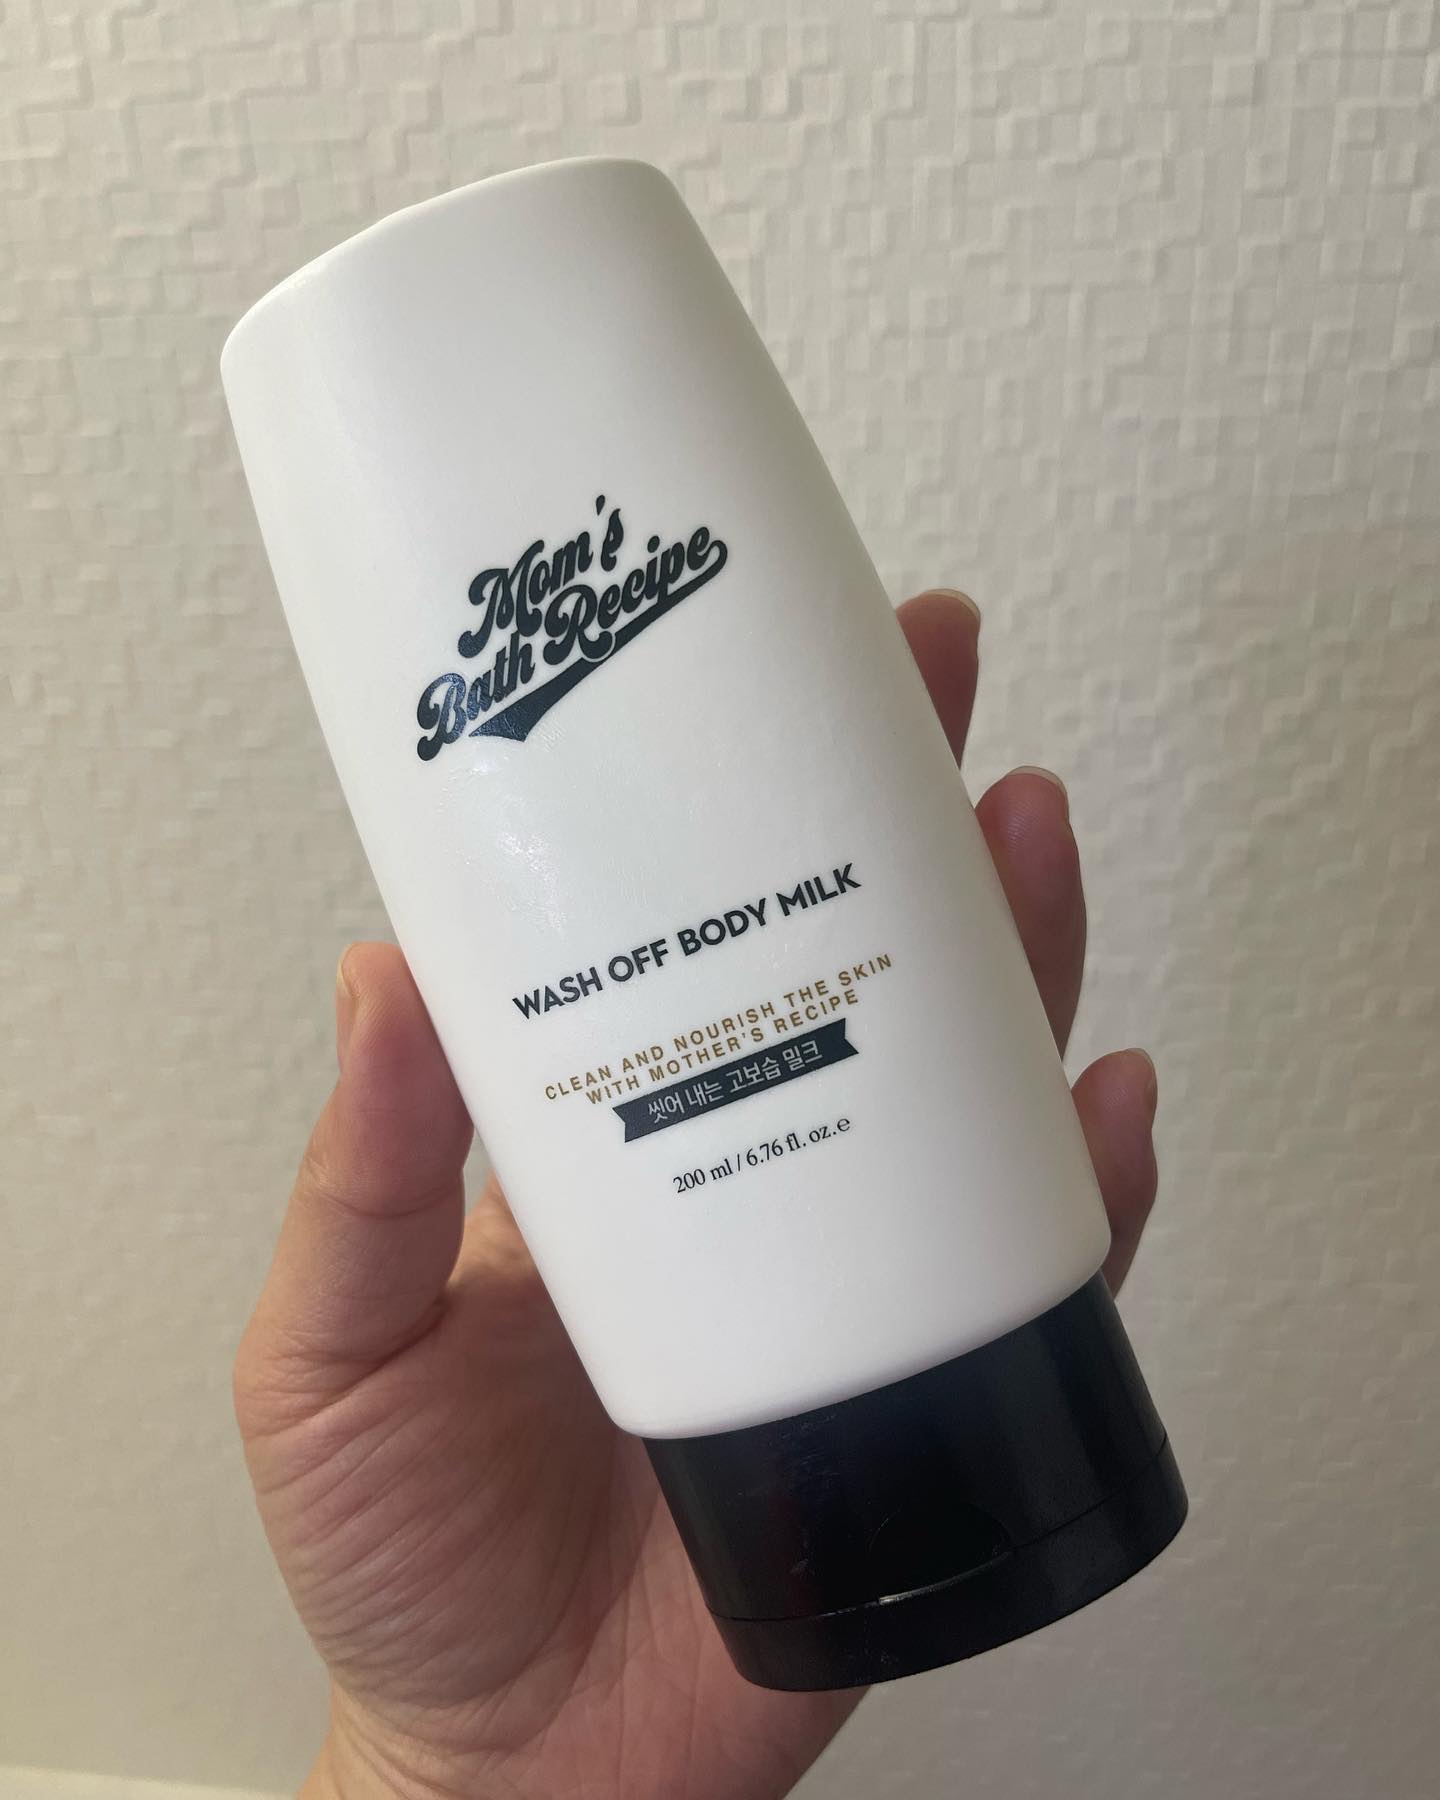 Mom's
Bath Recipe
WASH OFF BODY MILK
CLEAN AND NOURISH THE SKIN
WITH MOTHER'S RECIPE
씻어 내는 고보습 밀크
200 ml / 6.76 fl. oz.℮